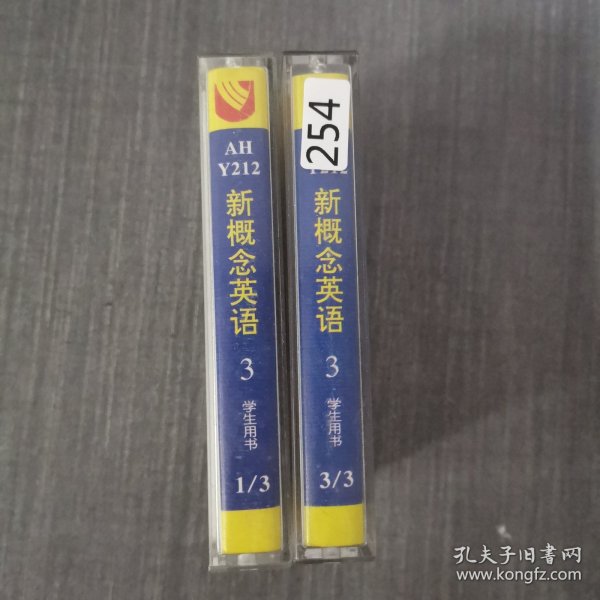 AH
Y212
新概念英语
3
学生用书
1/3
254
新概念英语
3
学生用书
3/3
孔夫子旧書网
www.kongfz.com